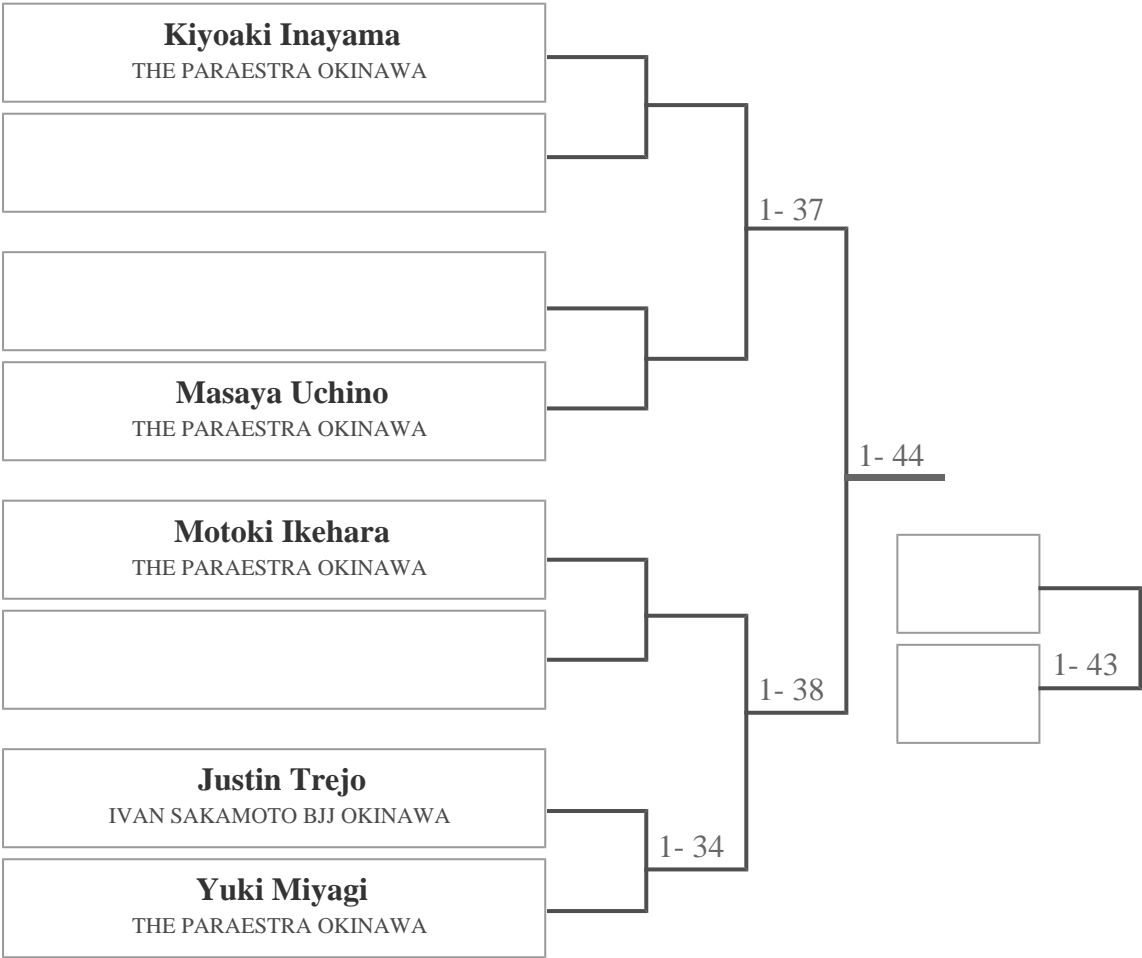 Kiyoaki Inayama
THE PARAESTRA OKINAWA
1- 37
Masaya Uchino
THE PARAESTRA OKINAWA
1- 44
Motoki Ikehara
THE PARAESTRA OKINAWA
1- 43
1- 38
Justin Trejo
IVAN SAKAMOTO BJJ OKINAWA
1- 34
Yuki Miyagi
THE PARAESTRA OKINAWA